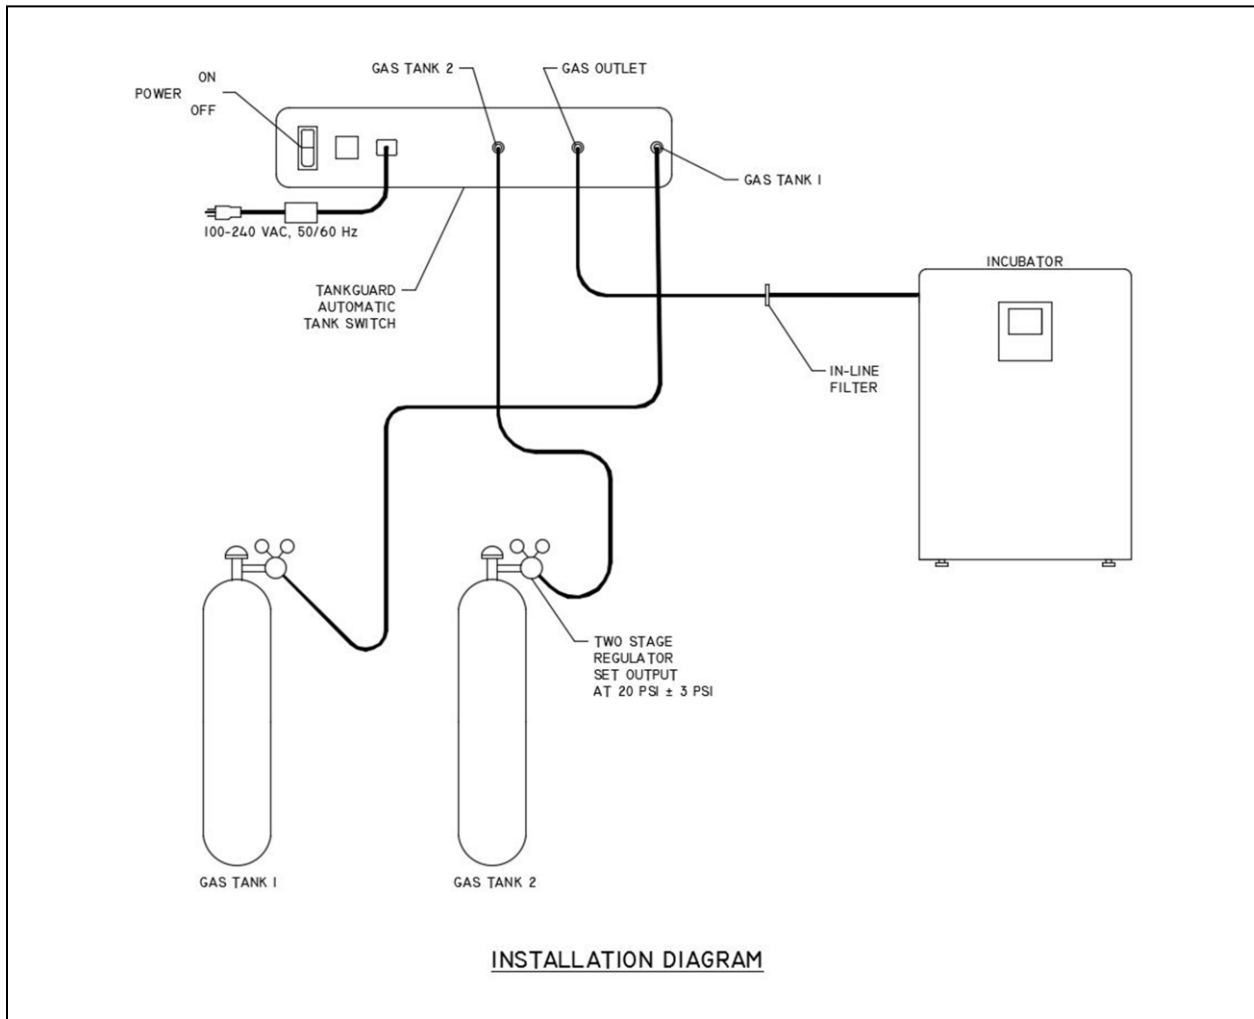 GAS TANK 2
GAS OUTLET
ON
POWER
OFF
GAS TANK 1
100-240 VAC, 50/60 Hz
INCUBATOR
TANKGUARD
AUTOMATIC
TANK SWITCH
IN-LINE
FILTER
TWO STAGE
REGULATOR
SET OUTPUT
AT 20 PSI ± 3 PSI
GAS TANK 1
GAS TANK 2
INSTALLATION DIAGRAM